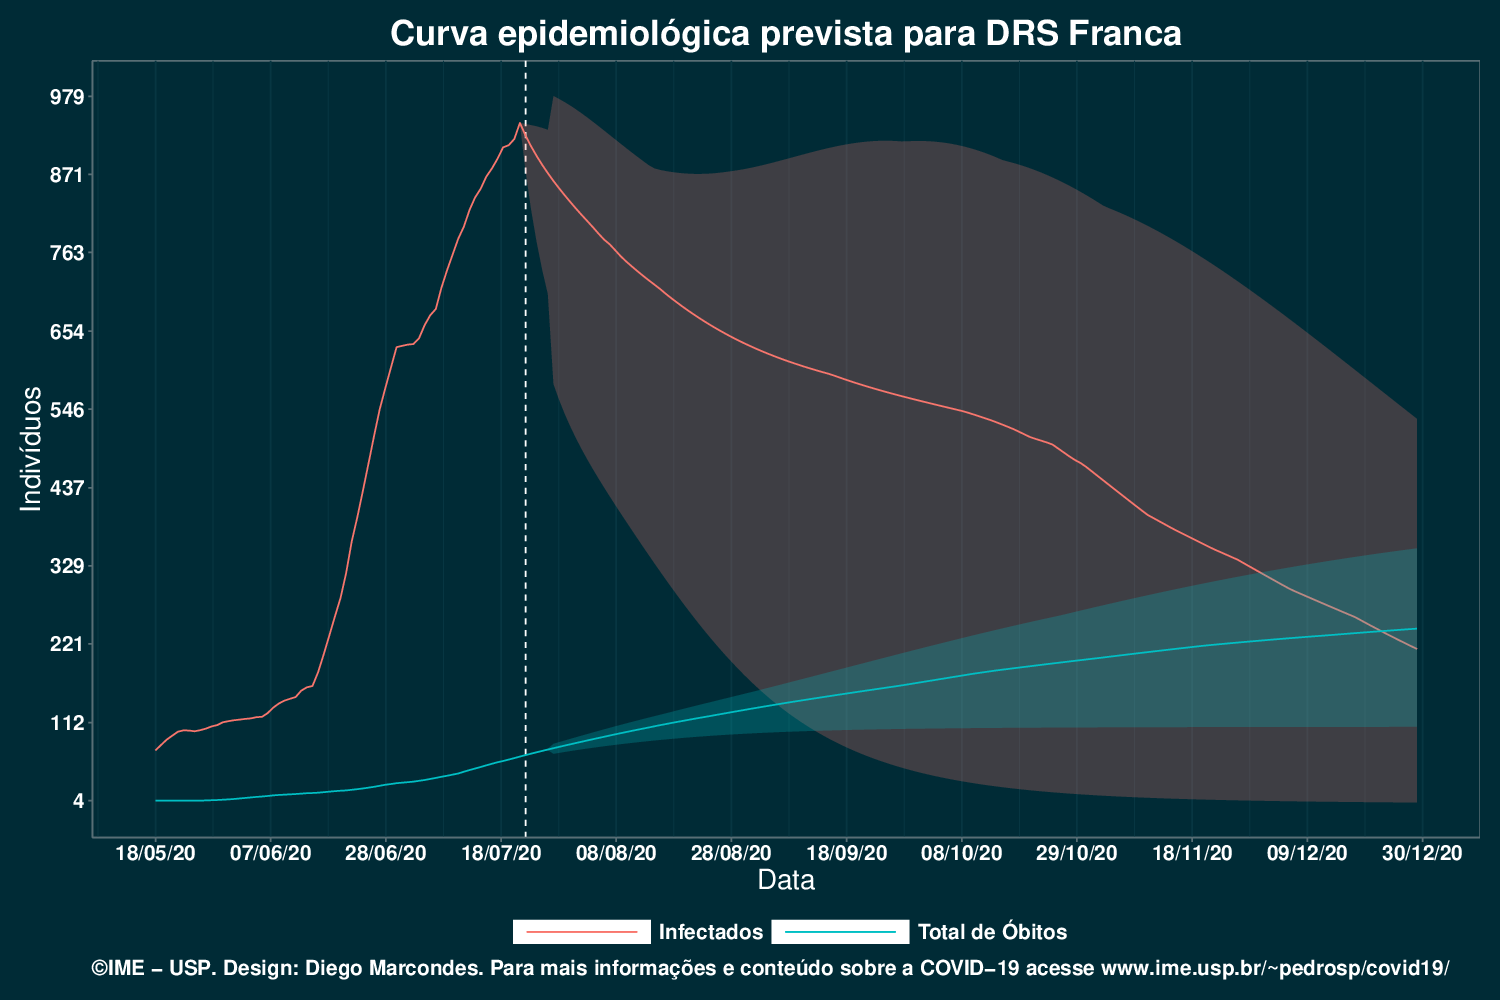 Curva epidemiológica prevista para DRS Franca
Indivíduos
979
871
763
654
546
437
329
221
112
4
18/05/20 07/06/20 28/06/20 18/07/20 08/08/20 28/08/20 18/09/20 08/10/20 29/10/20 18/11/20 09/12/20 30/12/20
Data
Infectados Total de Óbitos
©IME – USP. Design: Diego Marcondes. Para mais informações e conteúdo sobre a COVID−19 acesse www.ime.usp.br/~pedrosp/covid19/